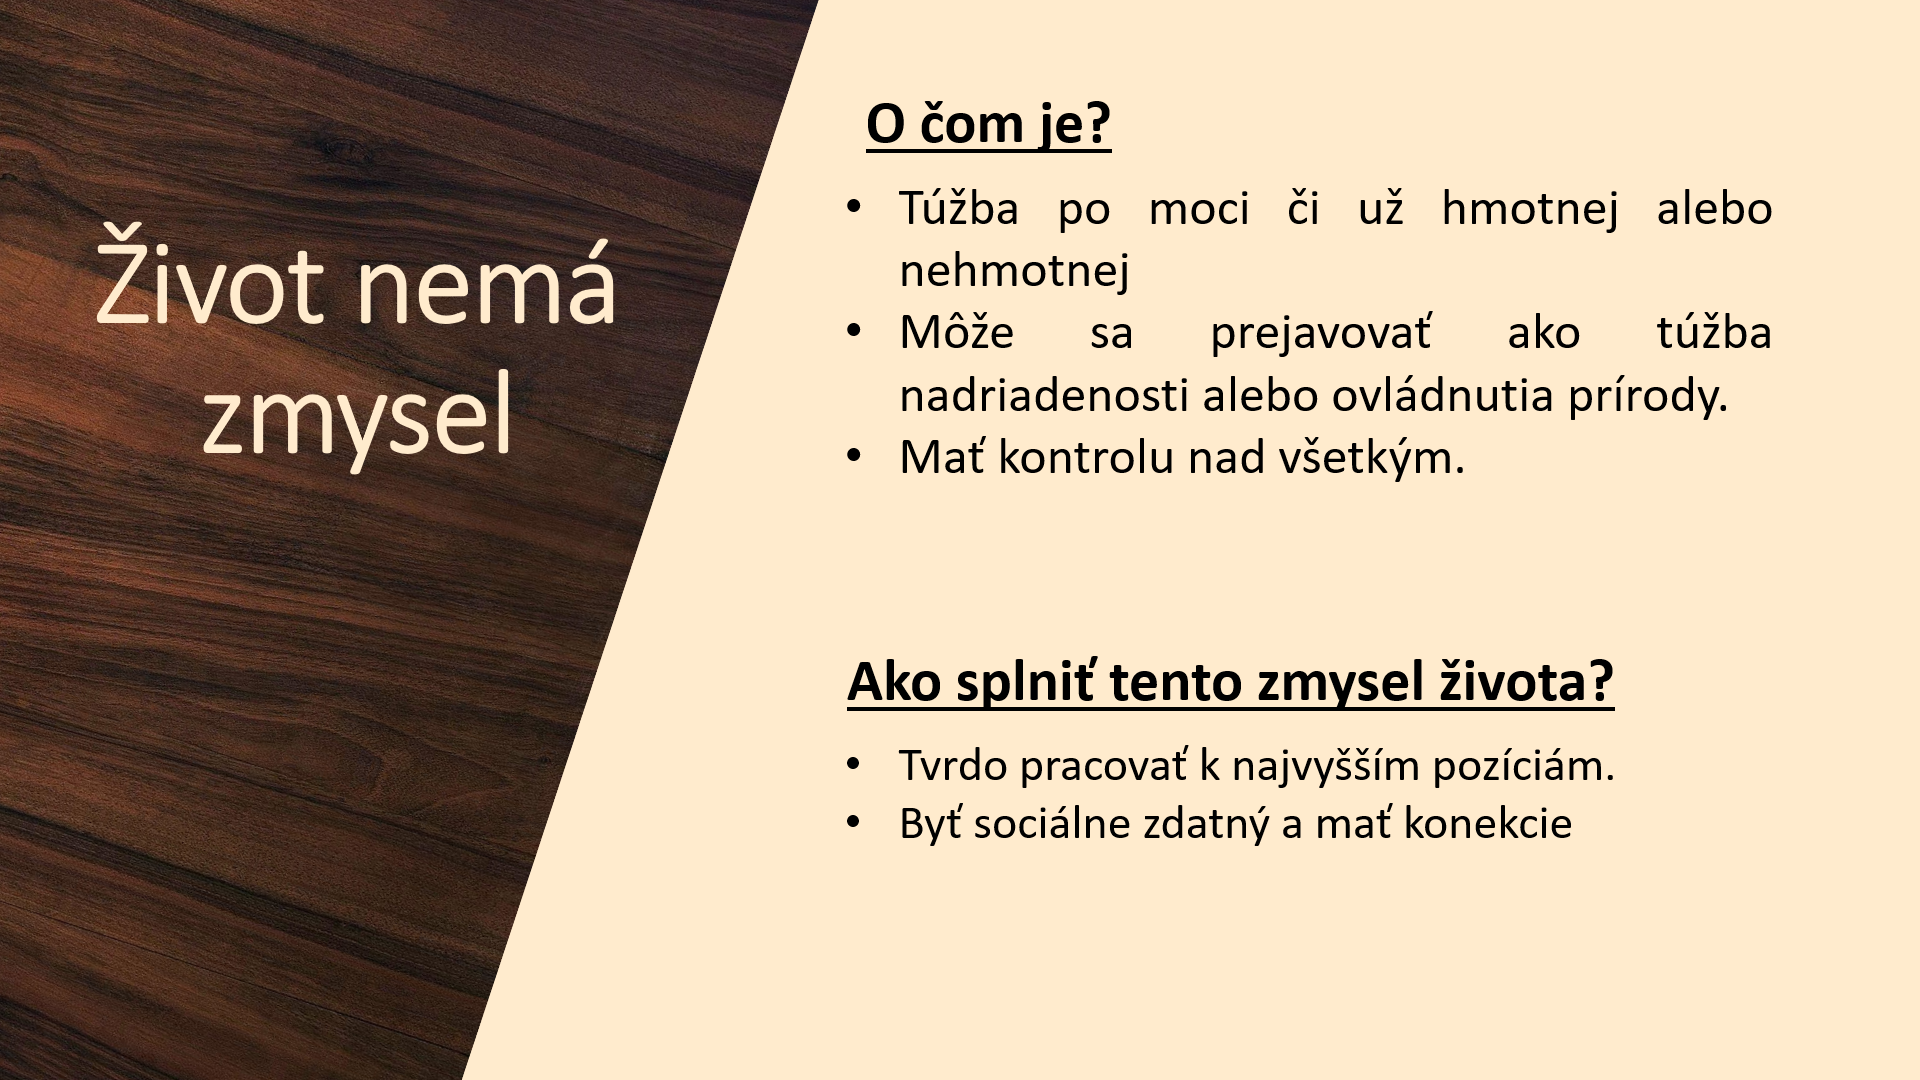 Život nemá
zmysel
O čom je?
• Túžba po moci či už hmotnej alebo
nehmotnej
• Môže sa prejavovať ako túžba
nadriadenosti alebo ovládnutia prírody.
• Mať kontrolu nad všetkým.
Ako splniť tento zmysel života?
• Tvrdo pracovať k najvyšším pozíciám.
• Byť sociálne zdatný a mať konekcie